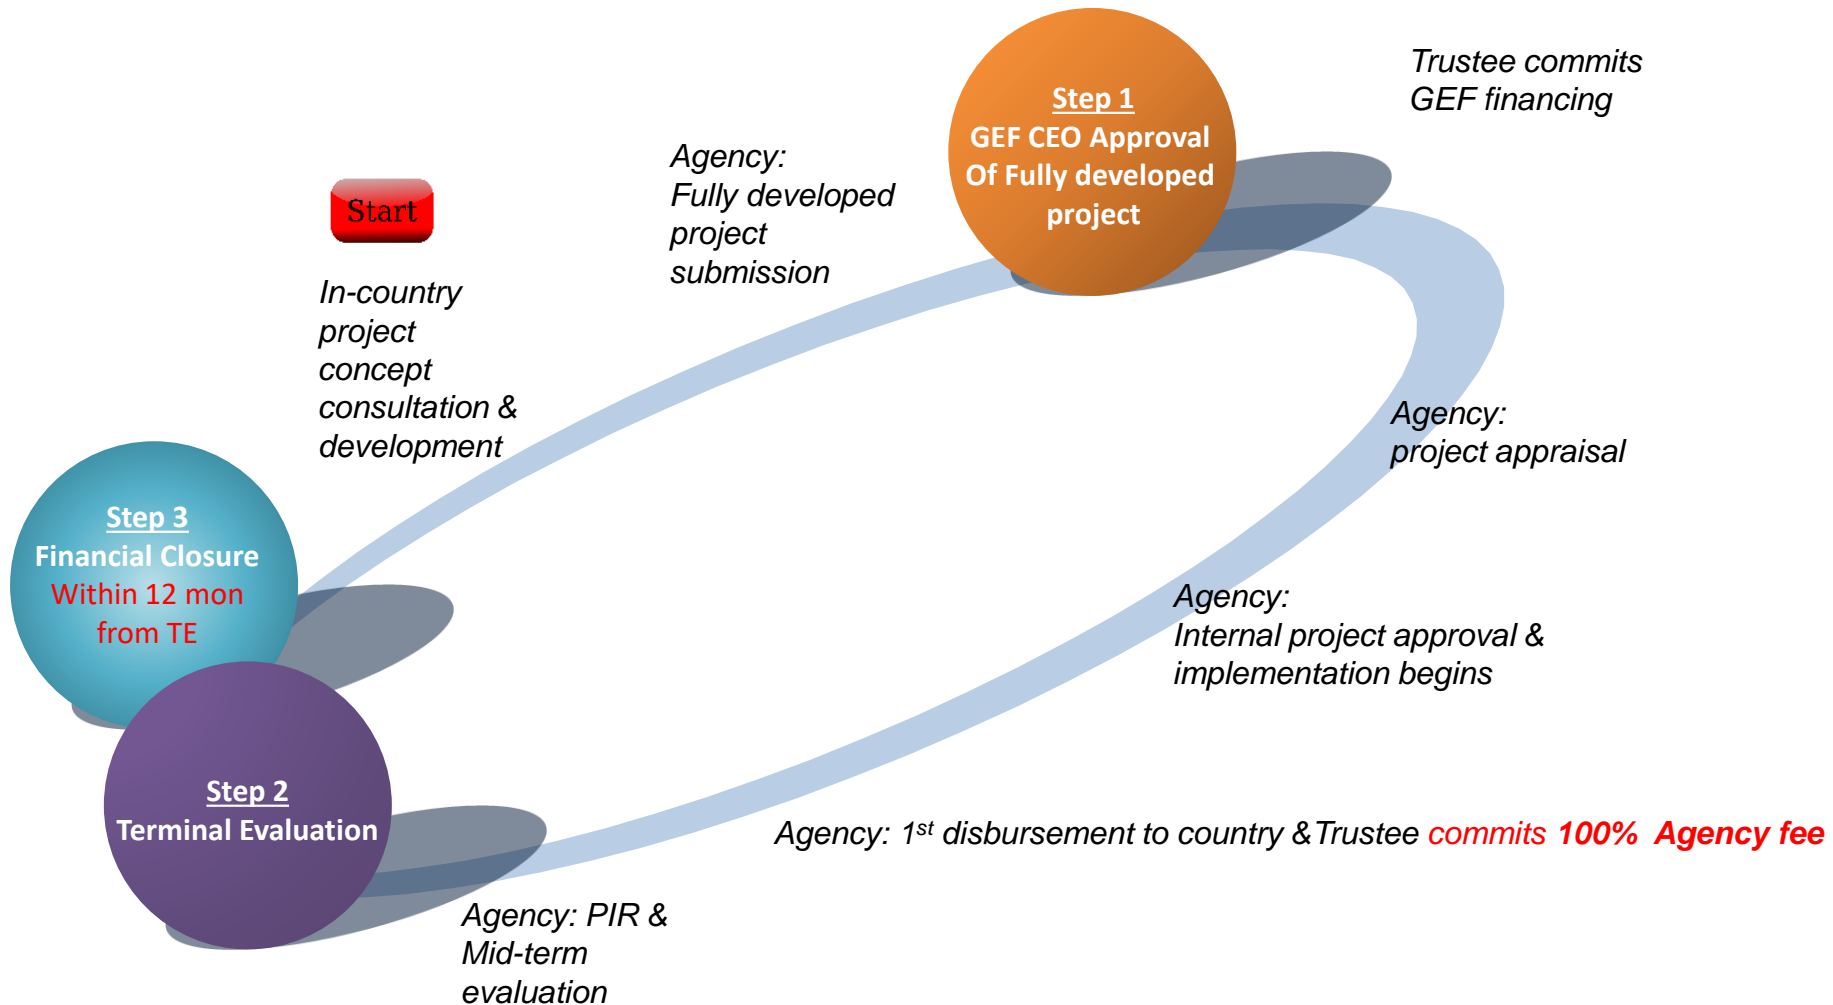 Start
In-country
project
concept
consultation &
development
Agency:
Fully developed
project
submission
Step 1
GEF CEO Approval
Of Fully developed
project
Trustee commits
GEF financing
Agency:
project appraisal
Agency:
Internal project approval &
implementation begins
Agency: 1st disbursement to country &Trustee commits 100% Agency fee
Agency: PIR &
Mid-term
evaluation
Step 2
Terminal Evaluation
Step 3
Financial Closure
Within 12 mon
from TE